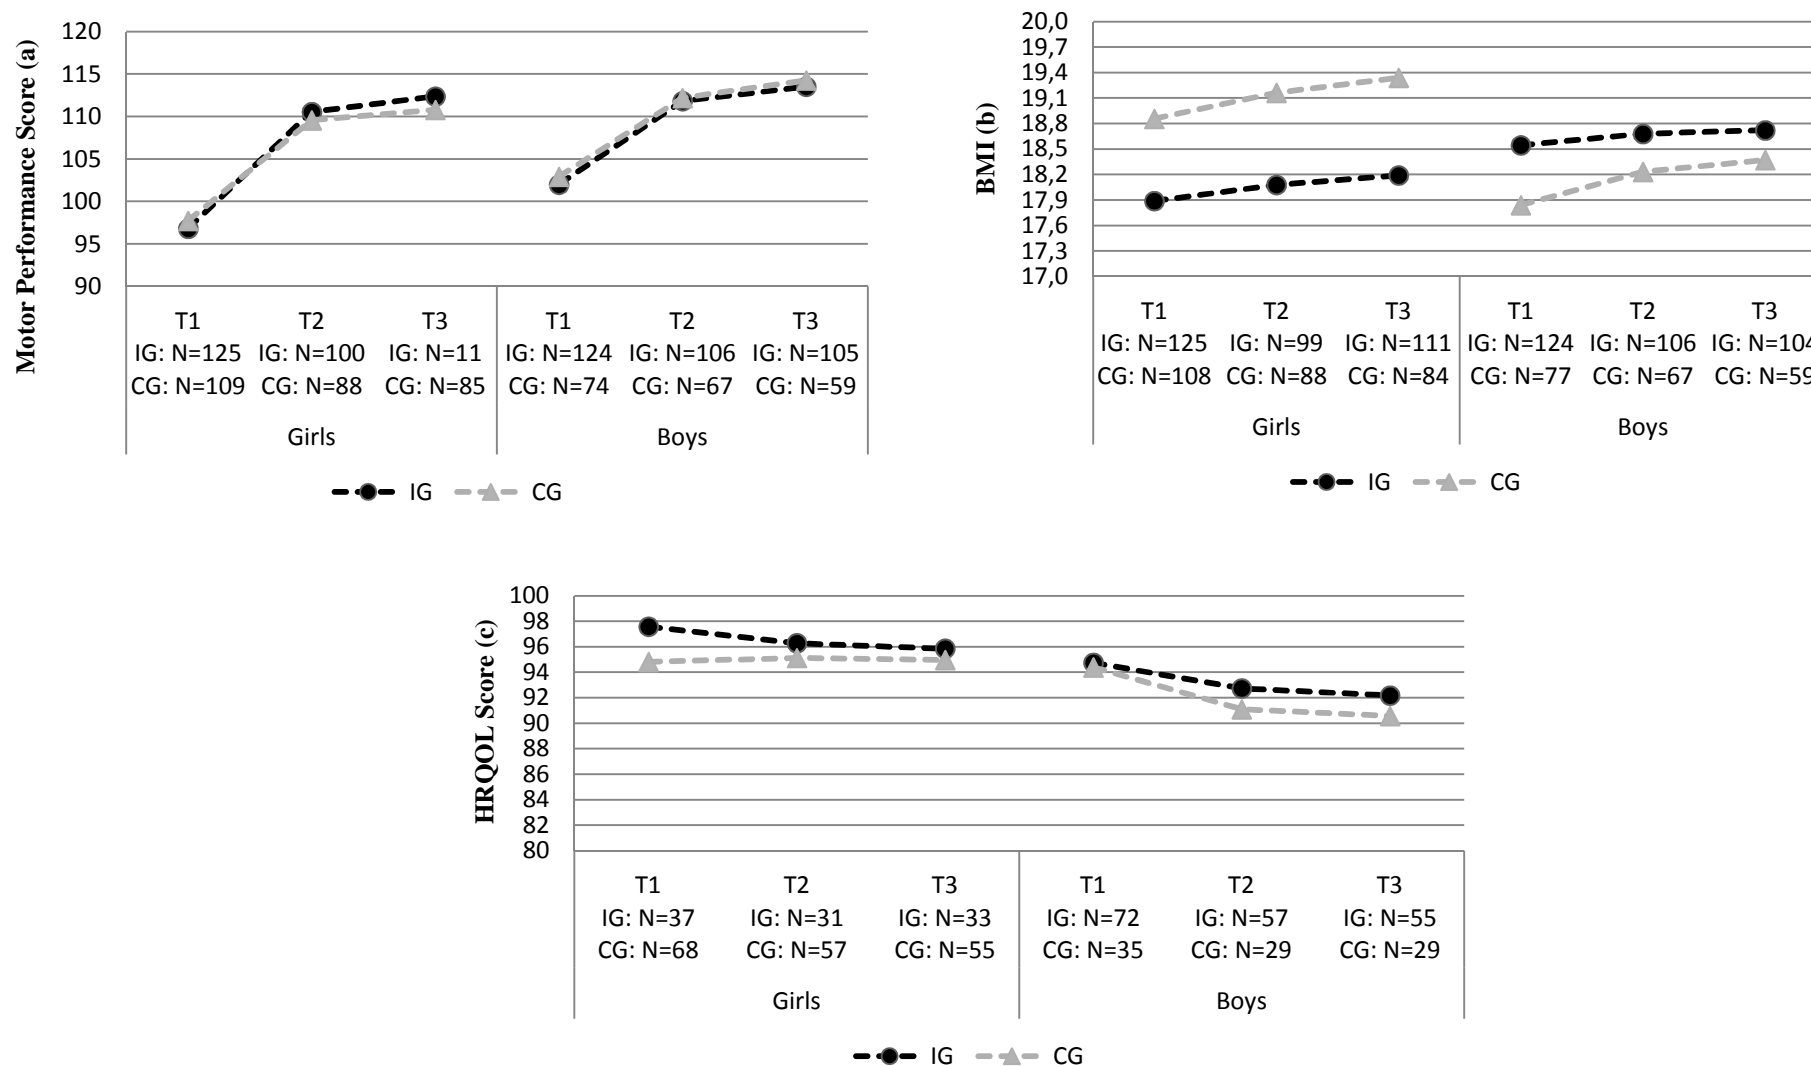 Motor Performance Score (a)
120
115
110
105
100
95
90
T1 T2 T3 T1 T2 T3
IG: N=125 IG: N=100 IG: N=11 IG: N=124 IG: N=106 IG: N=105
CG: N=109 CG: N=88 CG: N=85 CG: N=74 CG: N=67 CG: N=59
Girls Boys
IG CG
BMI (b)
20,0
19,7
19,4
19,1
18,8
18,5
18,2
17,9
17,6
17,3
17,0
T1 T2 T3 T1 T2 T3
IG: N=125 IG: N=99 IG: N=111 IG: N=124 IG: N=106 IG: N=104
CG: N=108 CG: N=88 CG: N=84 CG: N=77 CG: N=67 CG: N=59
Girls Boys
IG CG
HRQOL Score (c)
100
98
96
94
92
90
88
86
84
82
80
T1 T2 T3 T1 T2 T3
IG: N=37 IG: N=31 IG: N=33 IG: N=72 IG: N=57 IG: N=55
CG: N=68 CG: N=57 CG: N=55 CG: N=35 CG: N=29 CG: N=29
Girls Boys
IG CG